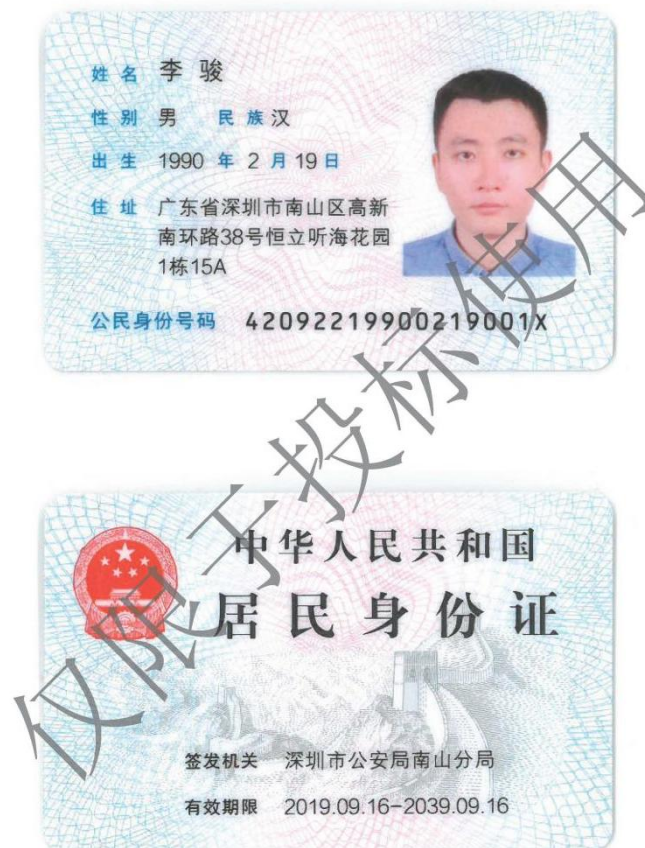 姓名 李骏
性别 男 民族 汉
出生 1990 年 2 月 19 日
住址 广东省深圳市南山区高新
南环路38号恒立听海花园
1栋15A
公民身份号码 42092219900219001X
中华人民共和国
居民身份证
签发机关 深圳市公安局南山分局
有效期限 2019.09.16-2039.09.16
仅限于投标使用